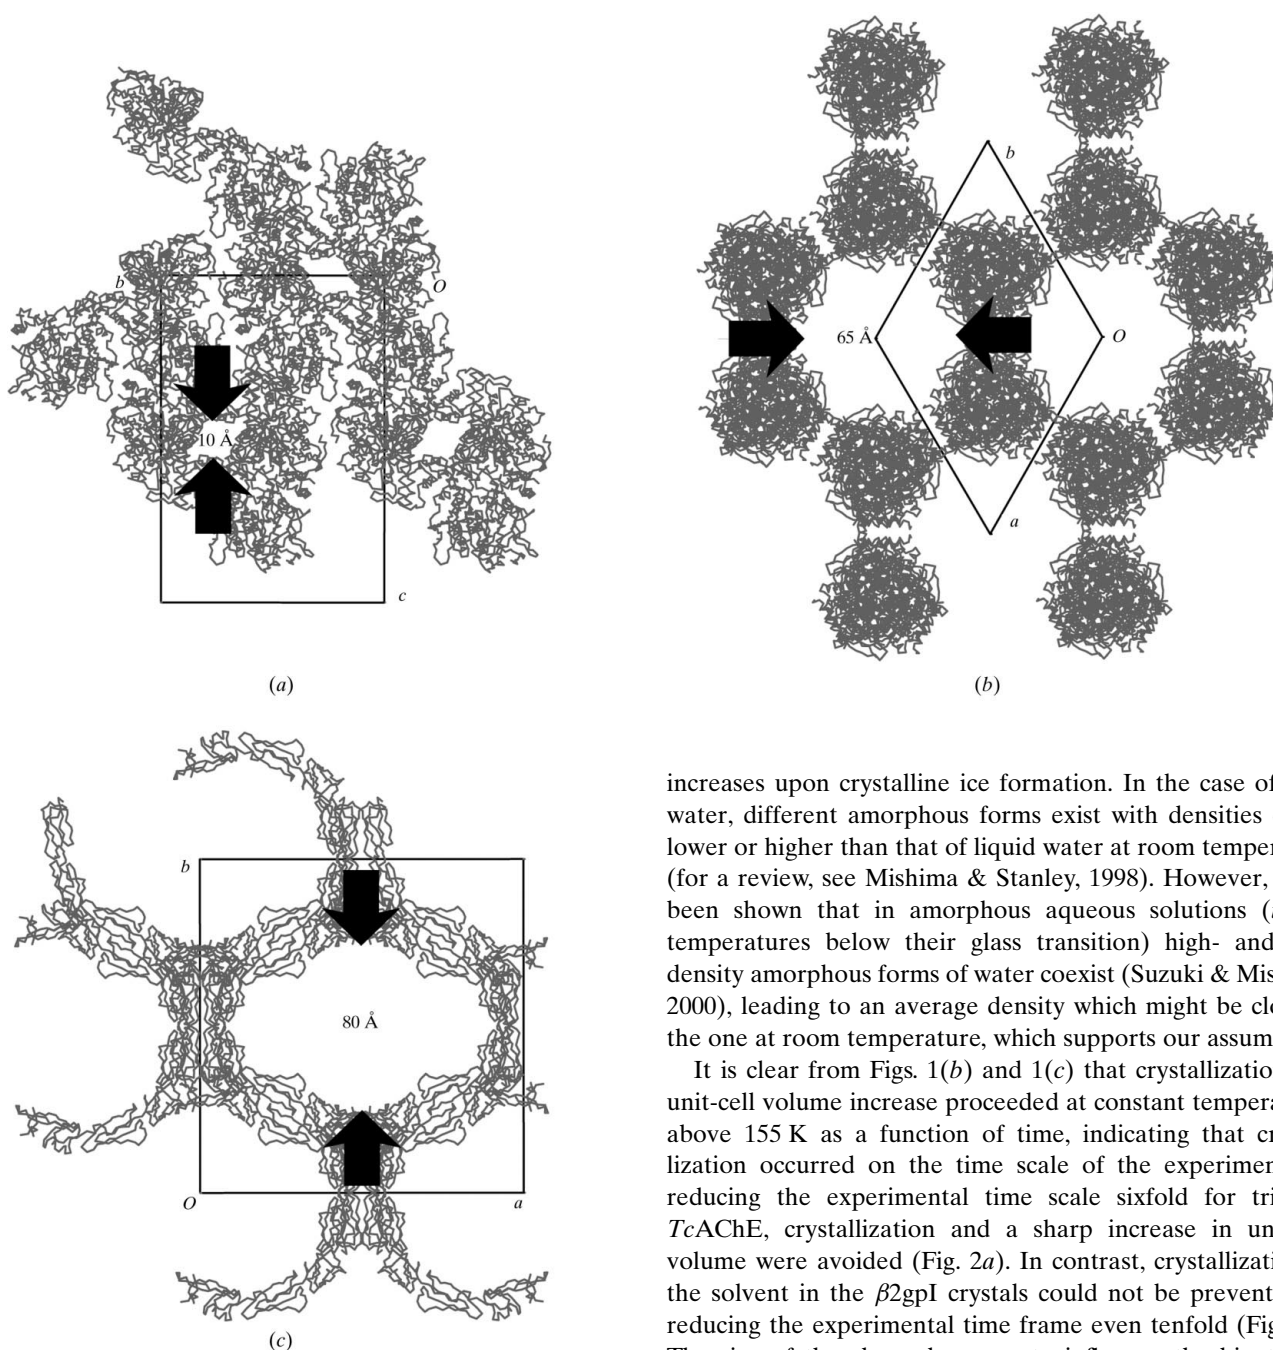 b
O
10 Å
c
(a)
b
65 Å
O
a
(b)
b
80 Å
O
a
(c)
increases upon crystalline ice formation. In the case of
water, different amorphous forms exist with densities
lower or higher than that of liquid water at room temper
(for a review, see Mishima & Stanley, 1998). However,
been shown that in amorphous aqueous solutions (
temperatures below their glass transition) high- and
density amorphous forms of water coexist (Suzuki & Mis
2000), leading to an average density which might be clo
the one at room temperature, which supports our assum
It is clear from Figs. 1(b) and 1(c) that crystallizatio
unit-cell volume increase proceeded at constant tempera
above 155 K as a function of time, indicating that cr
lization occurred on the time scale of the experimen
reducing the experimental time scale sixfold for tri
TcAChE, crystallization and a sharp increase in un
volume were avoided (Fig. 2a). In contrast, crystallizati
the solvent in the β2gpI crystals could not be prevent
reducing the experimental time frame even tenfold (Fig